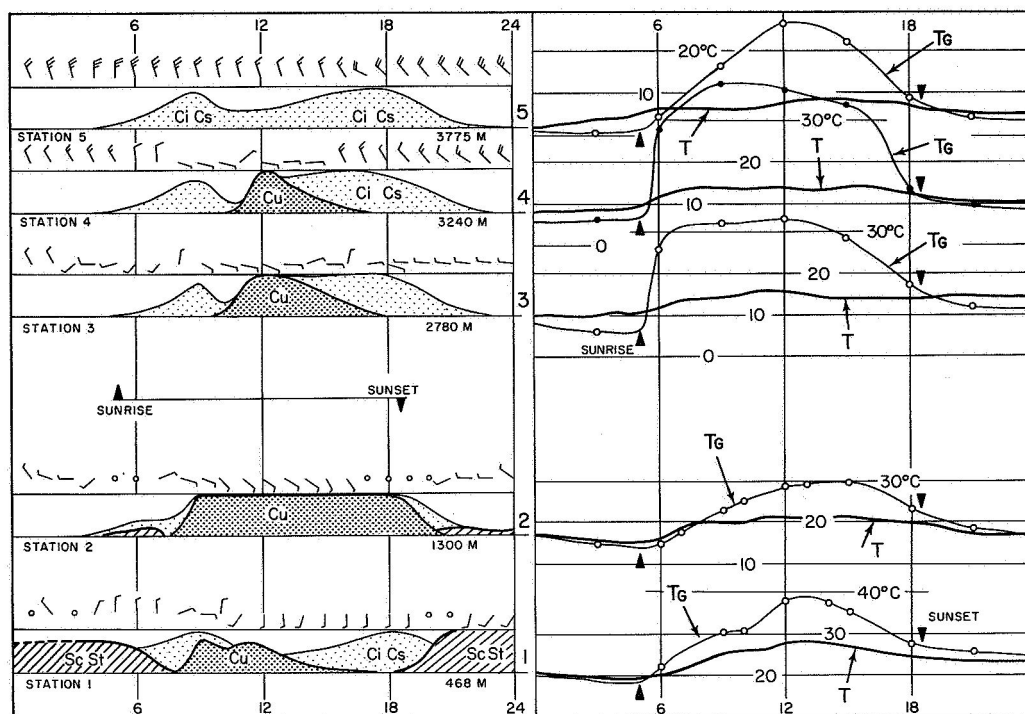 6 12 18 24
Ci Cs Ci Cs
5
STATION 5 3775 M
Cu Ci Cs
4
STATION 4 3240 M
Cu
3
STATION 3 2780 M
SUNSET
SUNRISE
Cu
2
STATION 2 1300 M
Sc St Cu Ci Cs Sc St
1
STATION 1 468 M
6 12 18 24
6 12 18
20°C TG
10
T 30°C TG
20 T
10
0 30°C TG
20
10
SUNRISE 0 T
TG 30°C
20 T
10
TG 40°C
30 SUNSET
20 T
6 12 18